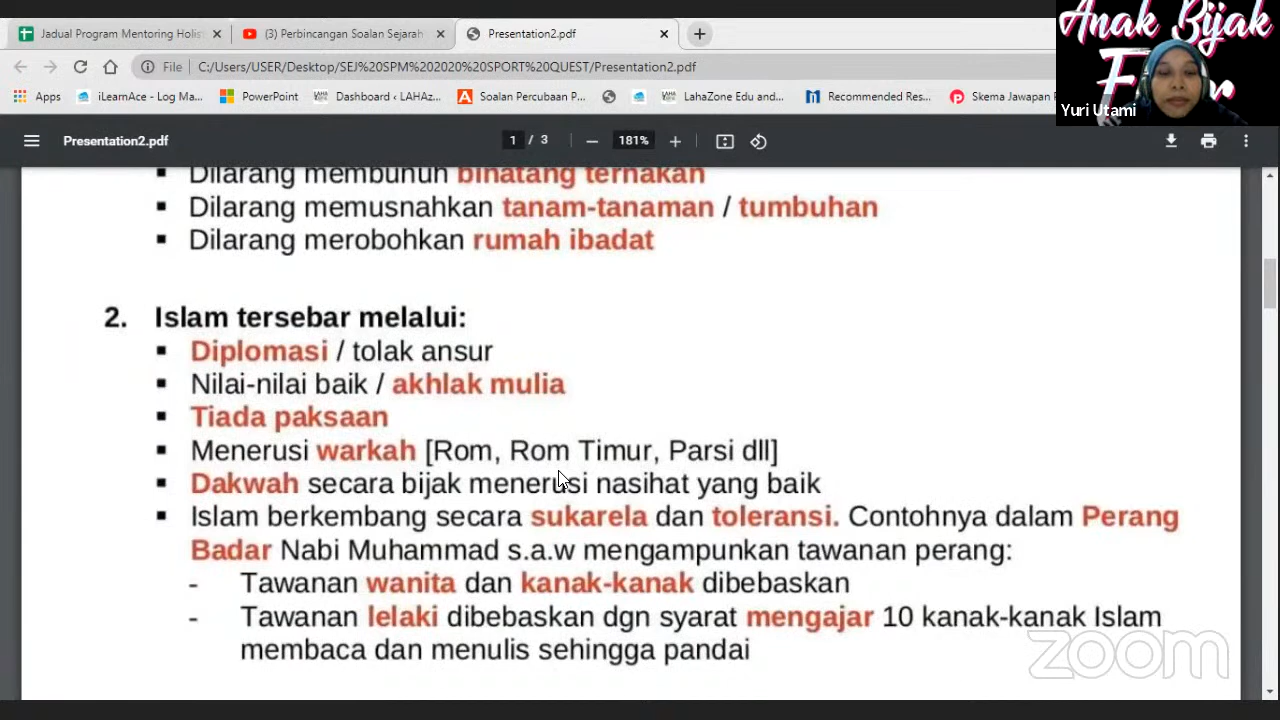 Jadual Program Mentoring Holis
(3) Perbincangan Soalan Sejarah
Presentation2.pdf
File
C:/Users/USER/Desktop/SEJ%20SPM%202020%20SPORT%20QUEST/Presentation2.pdf
Apps
iLearnAce - Log Ma...
PowerPoint
Dashboard ‹ LAHAz...
Soalan Percubaan P...
LahaZone Edu and...
Recommended Res...
Skema Jawapan
Anak Bijak
Yuri Utami
Presentation2.pdf
1 / 3
181%
▪ Dilarang membunuh binatang ternakan
▪ Dilarang memusnahkan tanam-tanaman / tumbuhan
▪ Dilarang merobohkan rumah ibadat
2. Islam tersebar melalui:
▪ Diplomasi / tolak ansur
▪ Nilai-nilai baik / akhlak mulia
▪ Tiada paksaan
▪ Menerusi warkah [Rom, Rom Timur, Parsi dll]
▪ Dakwah secara bijak menerusi nasihat yang baik
▪ Islam berkembang secara sukarela dan toleransi. Contohnya dalam Perang
Badar Nabi Muhammad s.a.w mengampunkan tawanan perang:
- Tawanan wanita dan kanak-kanak dibebaskan
- Tawanan lelaki dibebaskan dgn syarat mengajar 10 kanak-kanak Islam
membaca dan menulis sehingga pandai
zoom